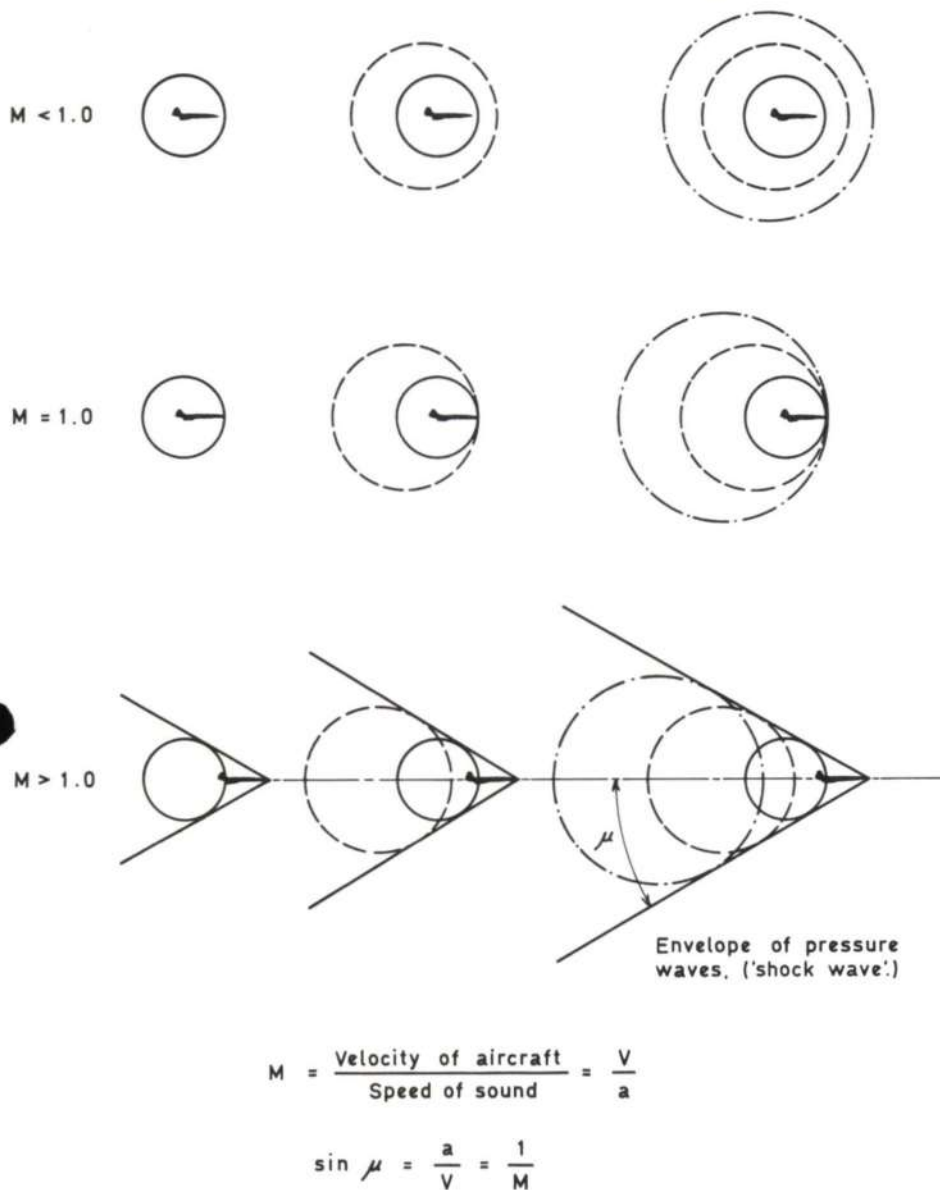 M < 1.0
M = 1.0
M > 1.0
μ
Envelope of pressure
waves, ('shock wave'.)
M = Velocity of aircraft / Speed of sound = V / a
sin μ = a / V = 1 / M